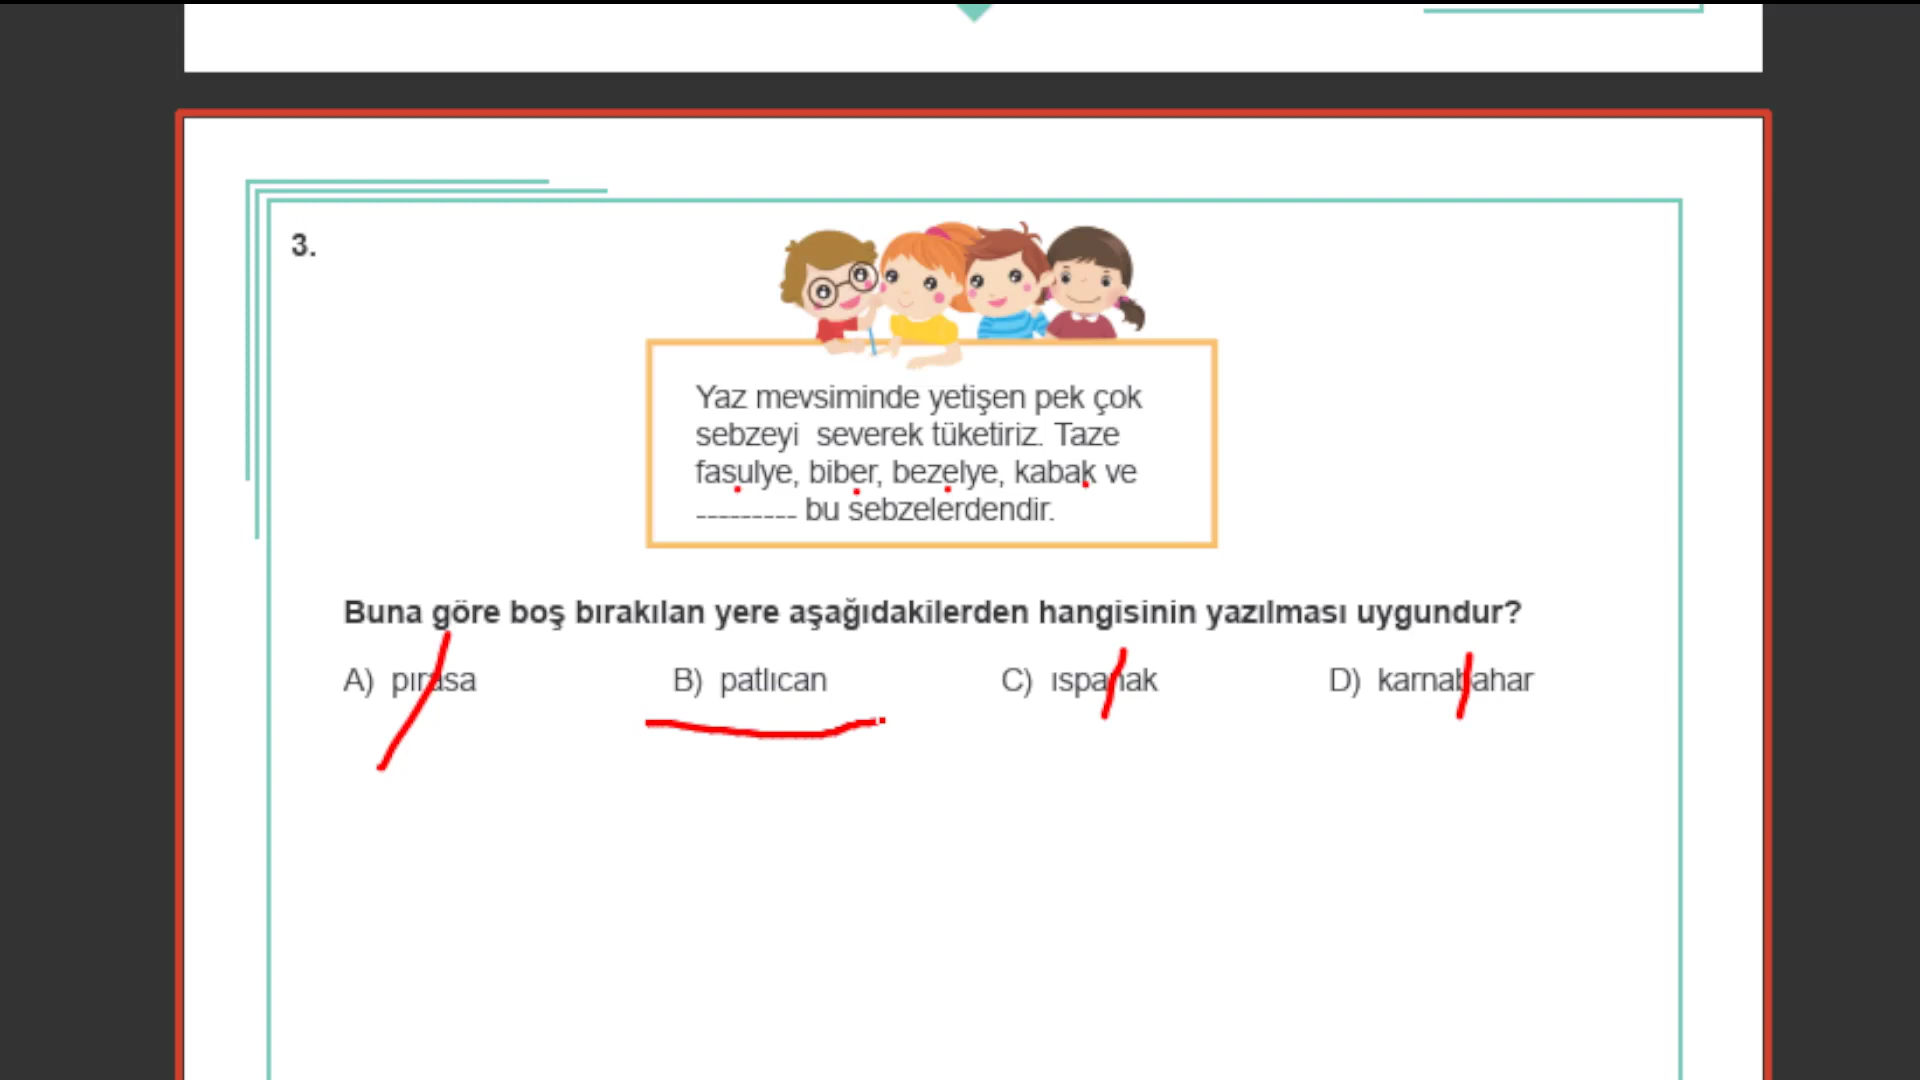 3.
Yaz mevsiminde yetişen pek çok
sebzeyi severek tüketiriz. Taze
fasulye, biber, bezelye, kabak ve
--------- bu sebzelerdendir.
Buna göre boş bırakılan yere aşağıdakilerden hangisinin yazılması uygundur?
A) pırasa B) patlıcan C) ıspanak D) karnabahar